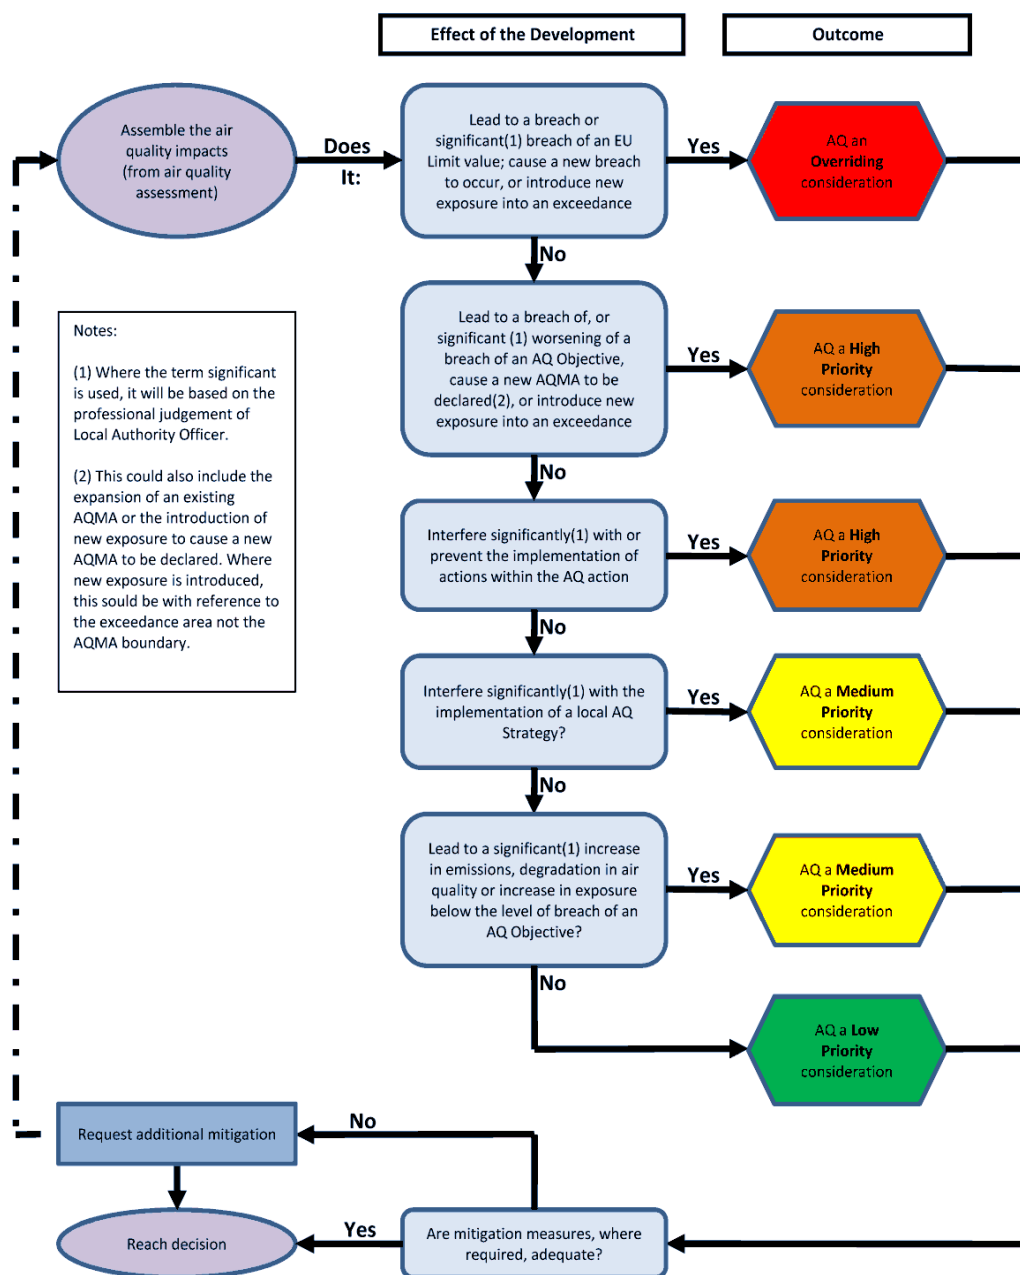 Effect of the Development
Outcome
Assemble the air
quality impacts
(from air quality
assessment)
Does
It:
Lead to a breach or
significant(1) breach of an EU
Limit value; cause a new breach
to occur, or introduce new
exposure into an exceedance
Yes
AQ an
Overriding
consideration
No
Lead to a breach of, or
significant (1) worsening of a
breach of an AQ Objective,
cause a new AQMA to be
declared(2), or introduce new
exposure into an exceedance
Yes
AQ a High
Priority
consideration
Notes:
(1) Where the term significant
is used, it will be based on the
professional judgement of
Local Authority Officer.
(2) This could also include the
expansion of an existing
AQMA or the introduction of
new exposure to cause a new
AQMA to be declared. Where
new exposure is introduced,
this sould be with reference to
the exceedance area not the
AQMA boundary.
No
Interfere significantly(1) with or
prevent the implementation of
actions within the AQ action
Yes
AQ a High
Priority
consideration
No
Interfere significantly(1) with the
implementation of a local AQ
Strategy?
Yes
AQ a Medium
Priority
consideration
No
Lead to a significant(1) increase
in emissions, degradation in air
quality or increase in exposure
below the level of breach of an
AQ Objective?
Yes
AQ a Medium
Priority
consideration
No
AQ a Low
Priority
consideration
Request additional mitigation
No
Are mitigation measures, where
required, adequate?
Yes
Reach decision